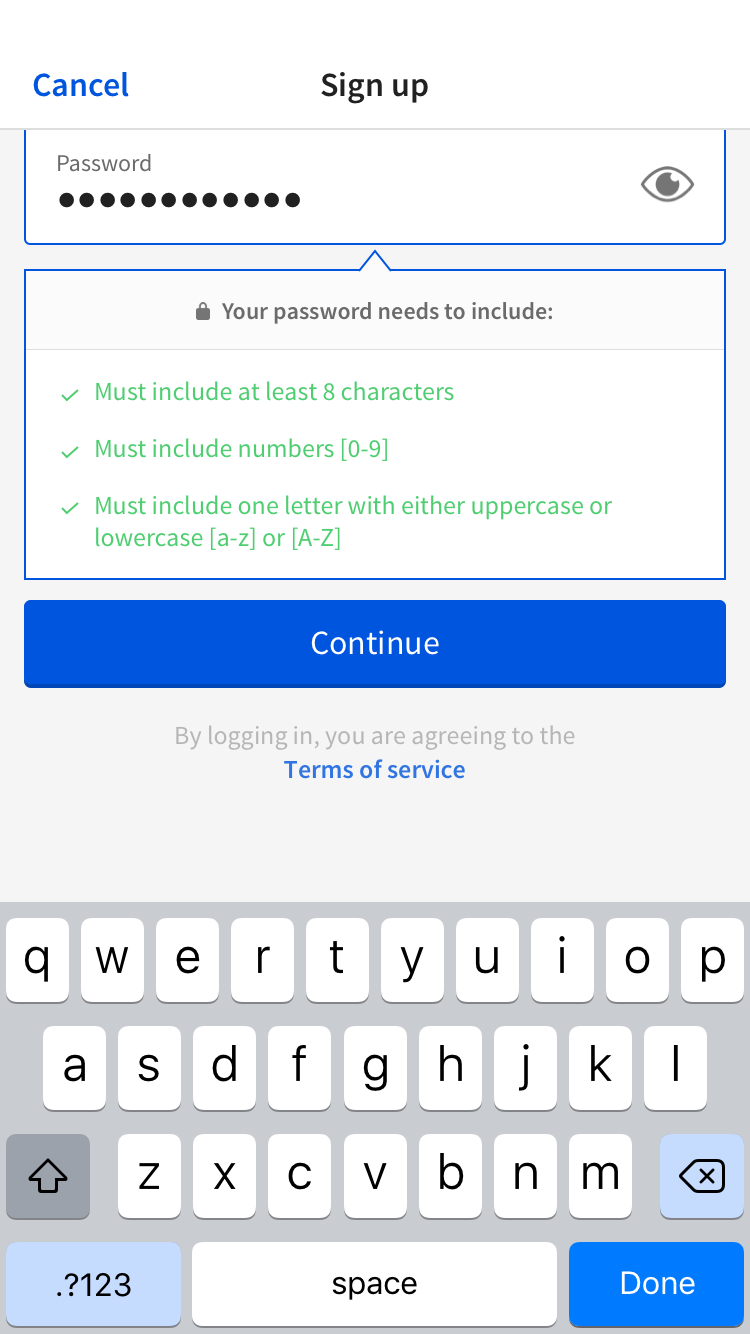 Cancel Sign up
Password
●●●●●●●●●●●●
Your password needs to include:
Must include at least 8 characters
Must include numbers [0-9]
Must include one letter with either uppercase or
lowercase [a-z] or [A-Z]
Continue
By logging in, you are agreeing to the
Terms of service
q w e r t y u i o p
a s d f g h j k l
z x c v b n m
.?123 space Done